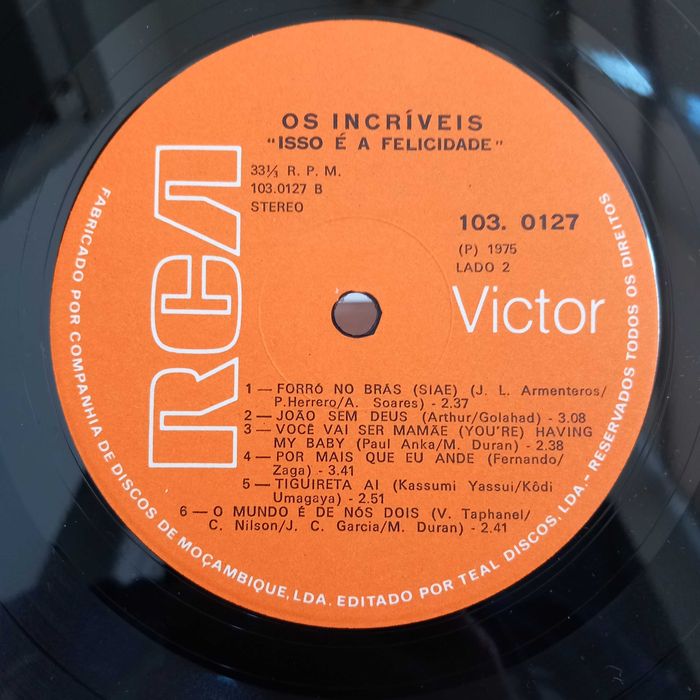 OS INCRÍVEIS
"ISSO É A FELICIDADE"
33⅓ R. P. M.
103.0127 B
STEREO
103. 0127
(P) 1975
LADO 2
RCA
Victor
1 — FORRÓ NO BRÁS (SIAE) (J. L. Armenteros/
P.Herrero/A. Soares) - 2.37
2 — JOÃO SEM DEUS (Arthur/Golahad) - 3.08
3 — VOCÊ VAI SER MAMÃE (YOU'RE) HAVING
MY BABY (Paul Anka/M. Duran) - 2.38
4 — POR MAIS QUE EU ANDE (Fernando/
Zaga) - 3.41
5 — TIGUIRETA AI (Kassumi Yassui/Kôdi
Umagaya) - 2.51
6 — O MUNDO É DE NÓS DOIS (V. Taphanel/
C. Nilson/J. C. Garcia/M. Duran) - 2.41
FABRICADO POR COMPANHIA DE DISCOS DE MOÇAMBIQUE, LDA. EDITADO POR TEAL DISCOS, LDA. - RESERVADOS TODOS OS DIREITOS